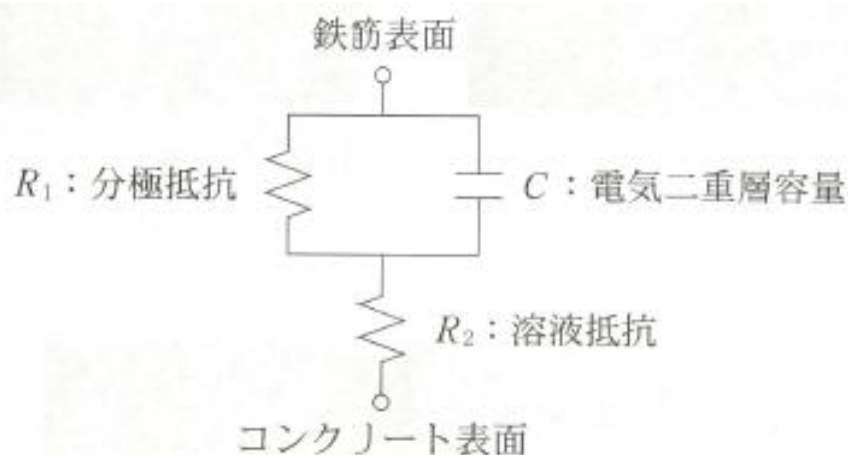 鉄筋表面
R₁：分極抵抗
C：電気二重層容量
R₂：溶液抵抗
コンクリート表面